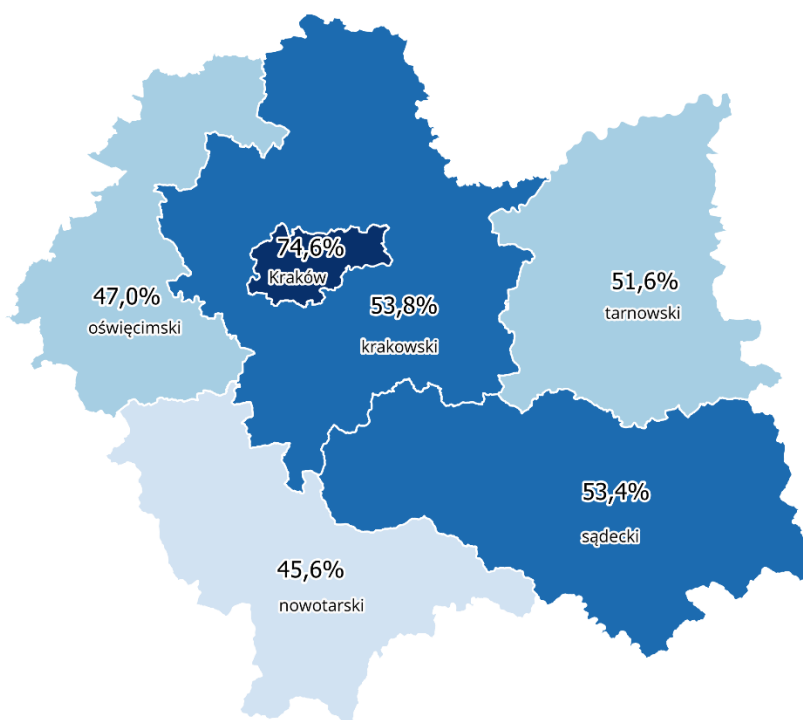 74,6%
Kraków
47,0%
oświęcimski
53,8%
krakowski
51,6%
tarnowski
53,4%
sądecki
45,6%
nowotarski